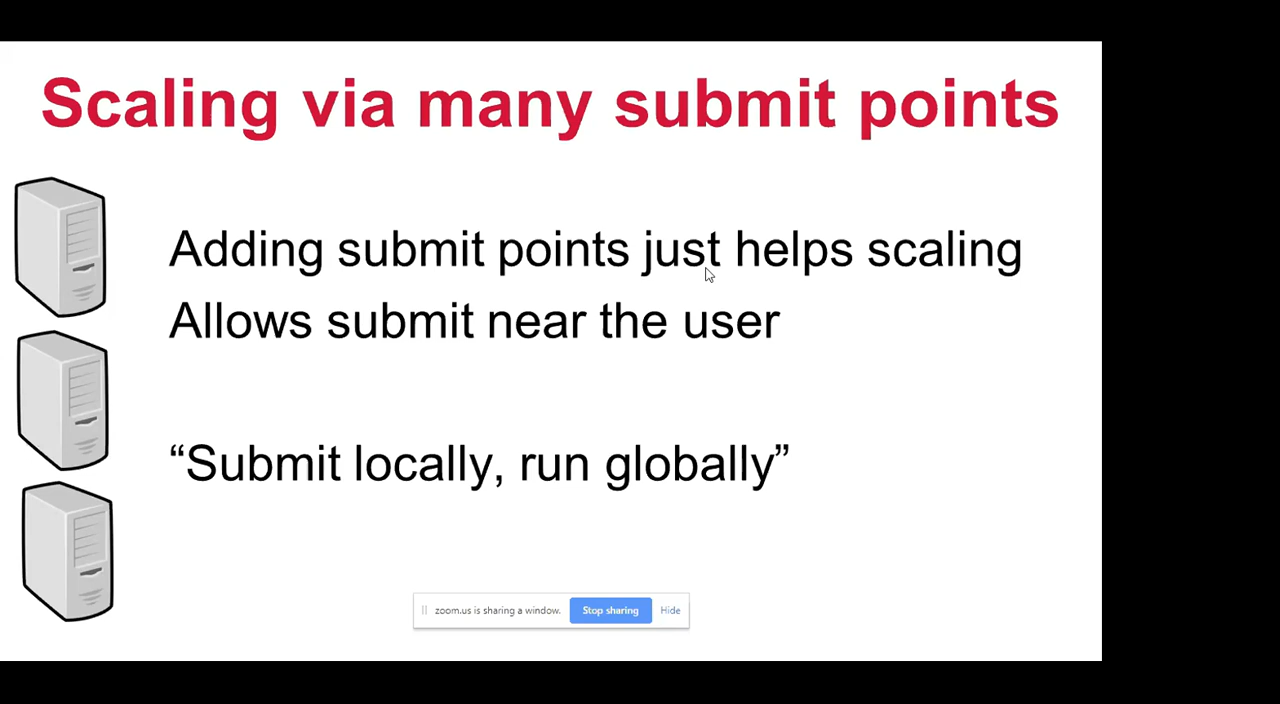 Scaling via many submit points
Adding submit points just helps scaling
Allows submit near the user
“Submit locally, run globally”
zoom.us is sharing a window. Stop sharing Hide